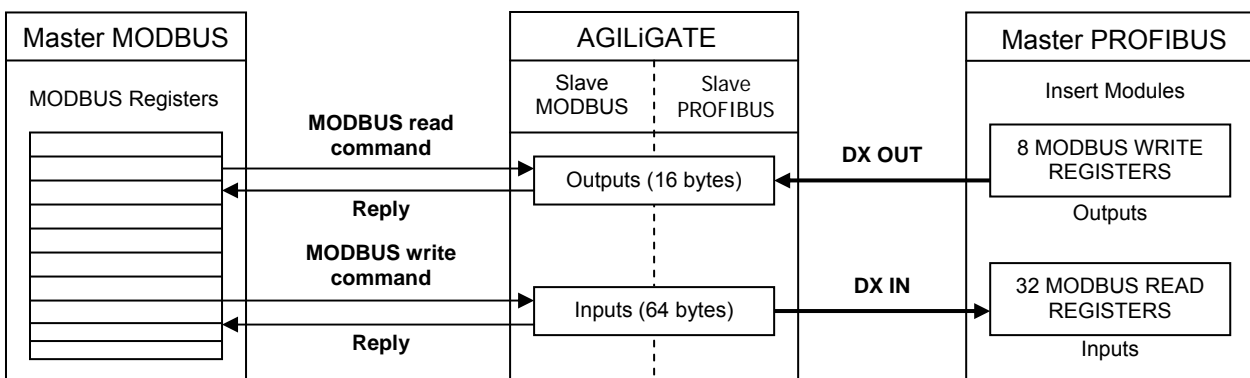 Master MODBUS
MODBUS Registers
MODBUS read
command
Reply
MODBUS write
command
Reply
AGILiGATE
Slave
MODBUS
Slave
PROFIBUS
Outputs (16 bytes)
Inputs (64 bytes)
DX OUT
DX IN
Master PROFIBUS
Insert Modules
8 MODBUS WRITE
REGISTERS
Outputs
32 MODBUS READ
REGISTERS
Inputs